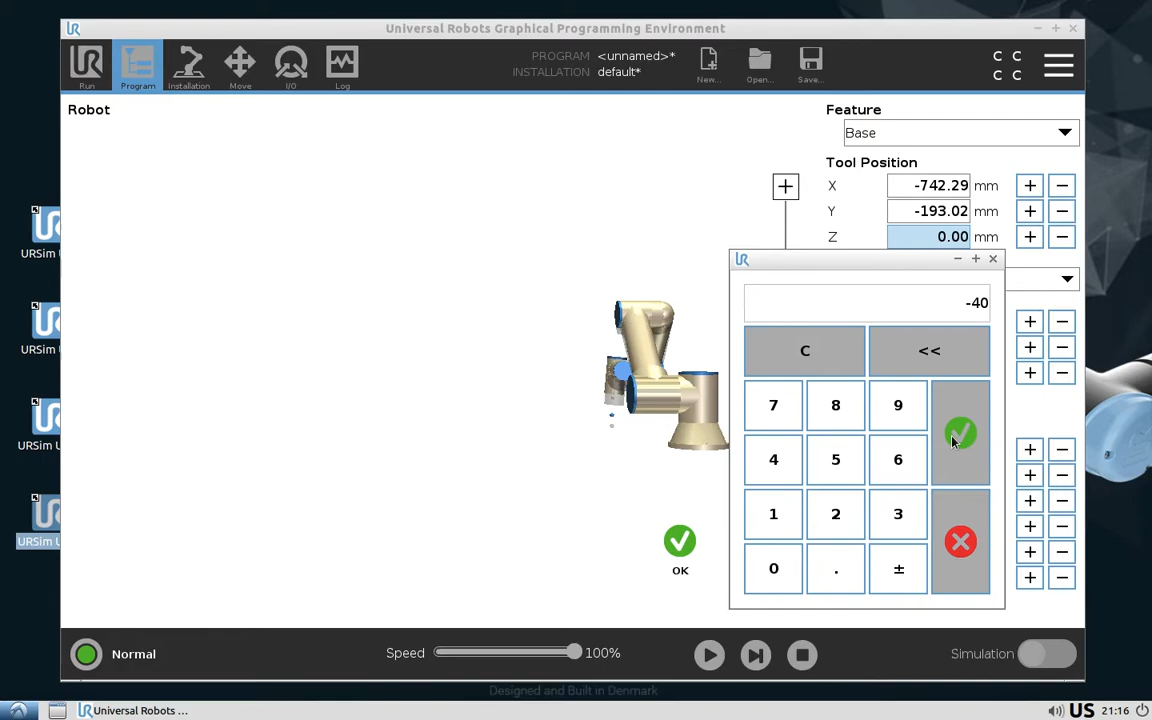 Universal Robots Graphical Programming Environment
Run
Program
Installation
Move
I/O
Log
PROGRAM <unnamed>*
INSTALLATION default*
New...
Open...
Save...
C C
C C
Robot
Feature
Base
Tool Position
X -742.29 mm
Y -193.02 mm
Z 0.00 mm
-40
C <<
7 8 9
4 5 6
1 2 3
0 . ±
OK
URSim U
URSim U
URSim U
URSim U
Normal
Speed 100%
Simulation
Designed and Built in Denmark
Universal Robots ...
US 21:16